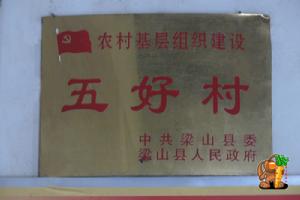 农村基层组织建设
五好村
中共梁山县委
梁山县人民政府